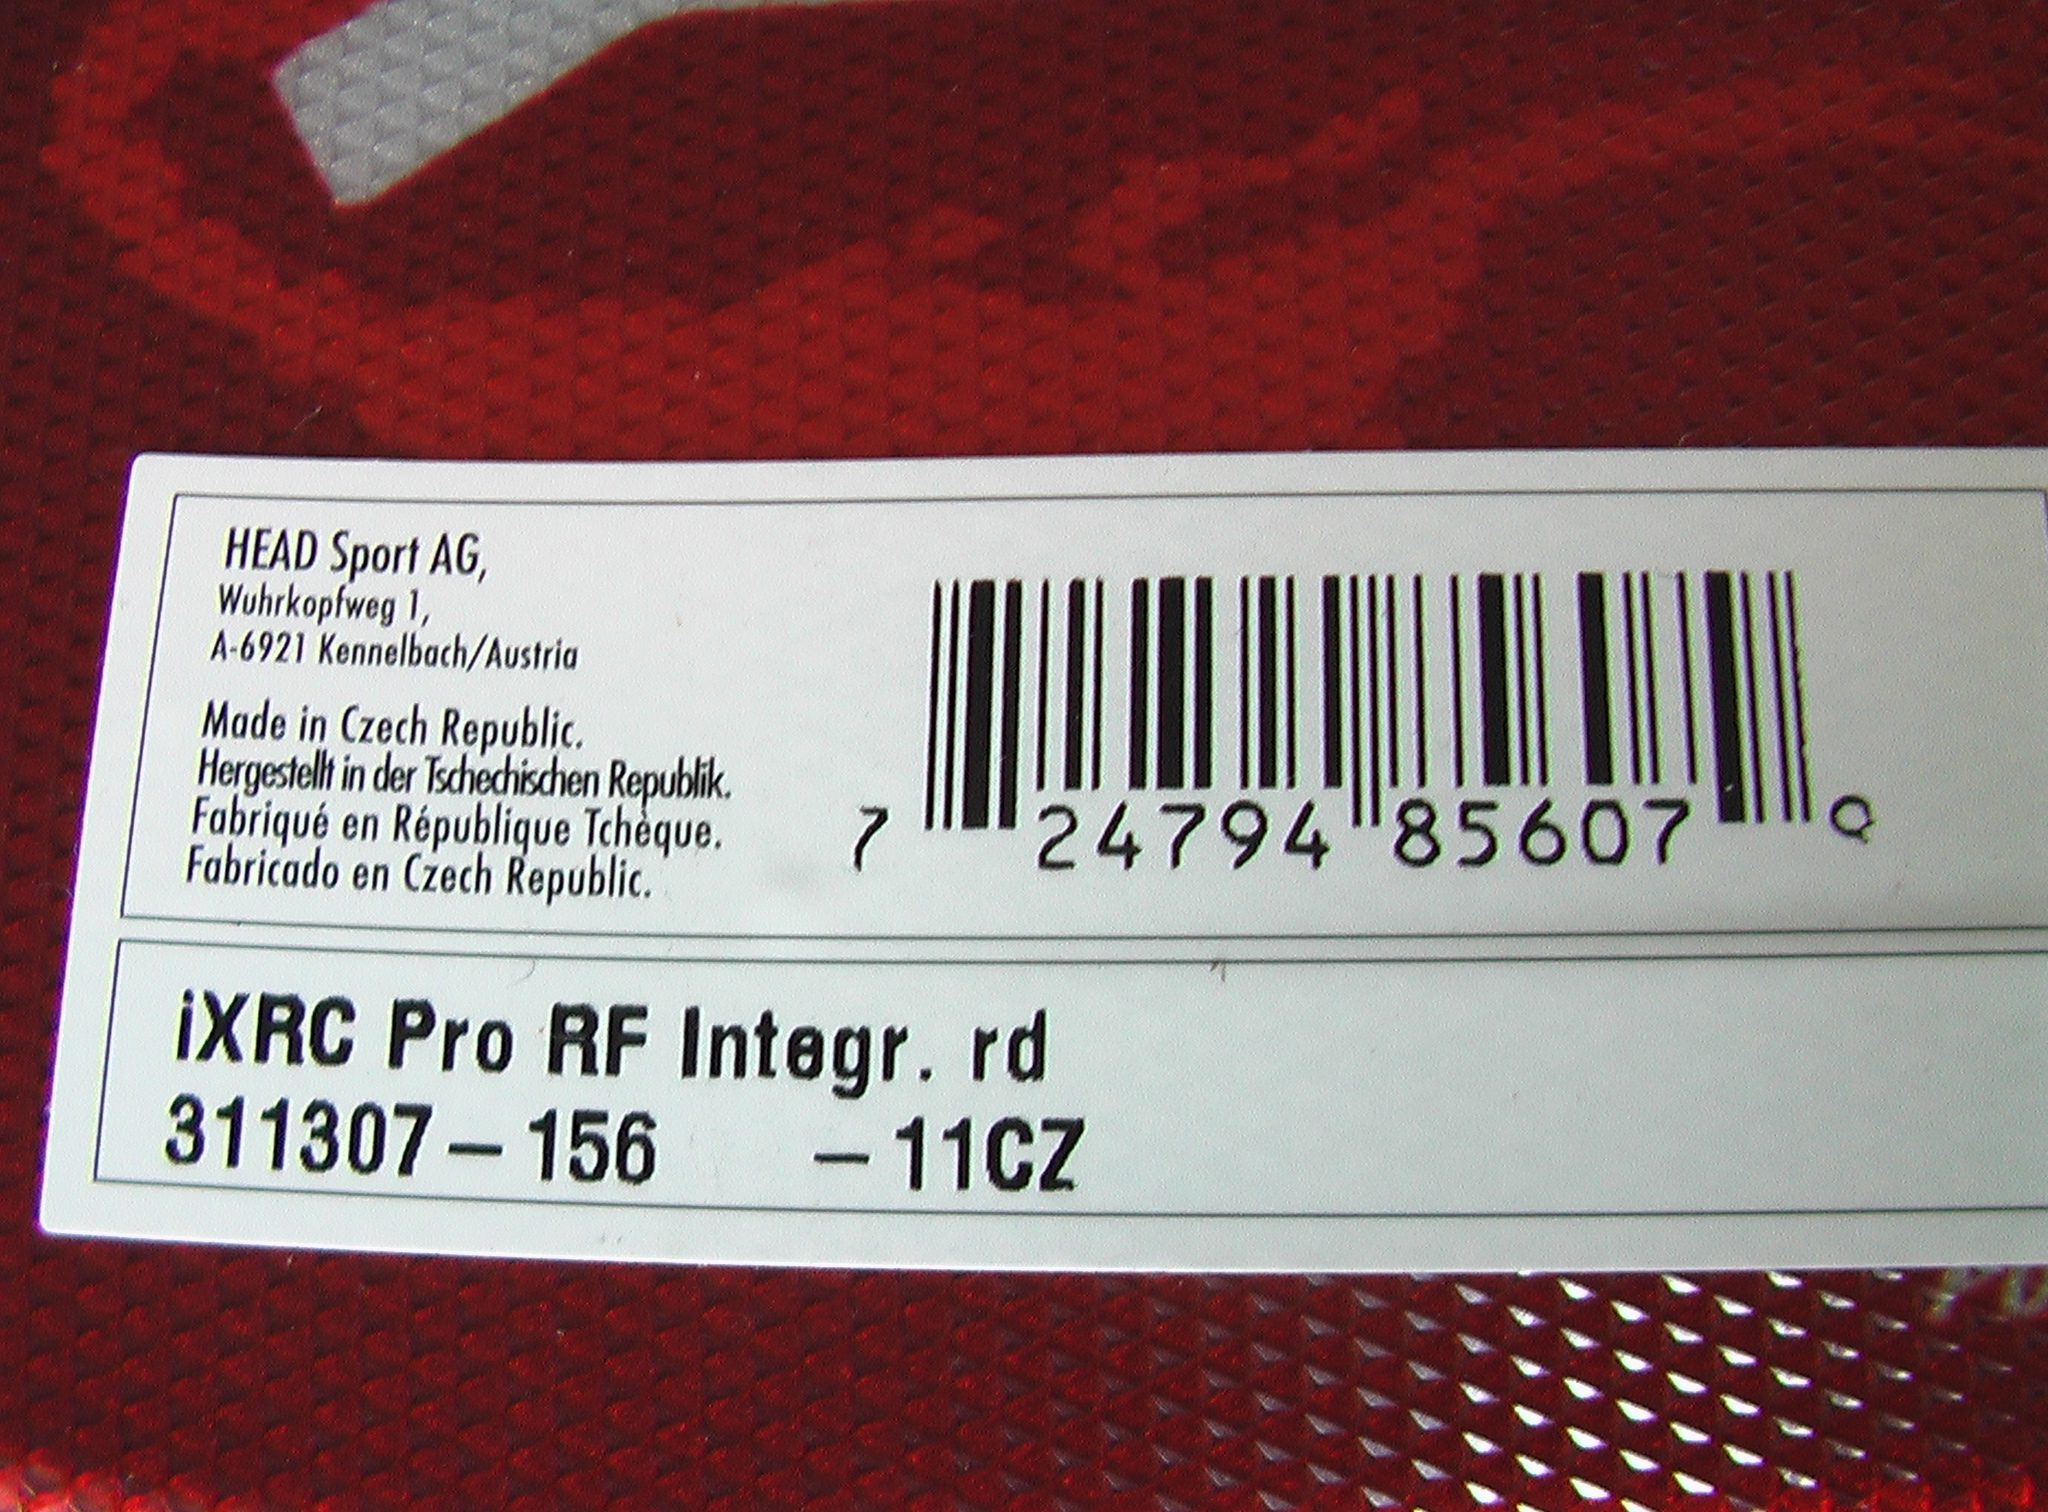 HEAD Sport AG,
Wuhrkopfweg 1,
A-6921 Kennelbach/Austria
Made in Czech Republic.
Hergestellt in der Tschechischen Republik.
Fabriqué en République Tchèque.
Fabricado en Czech Republic.
7 24794 85607 0
iXRC Pro RF Integr. rd
311307-156 -11CZ